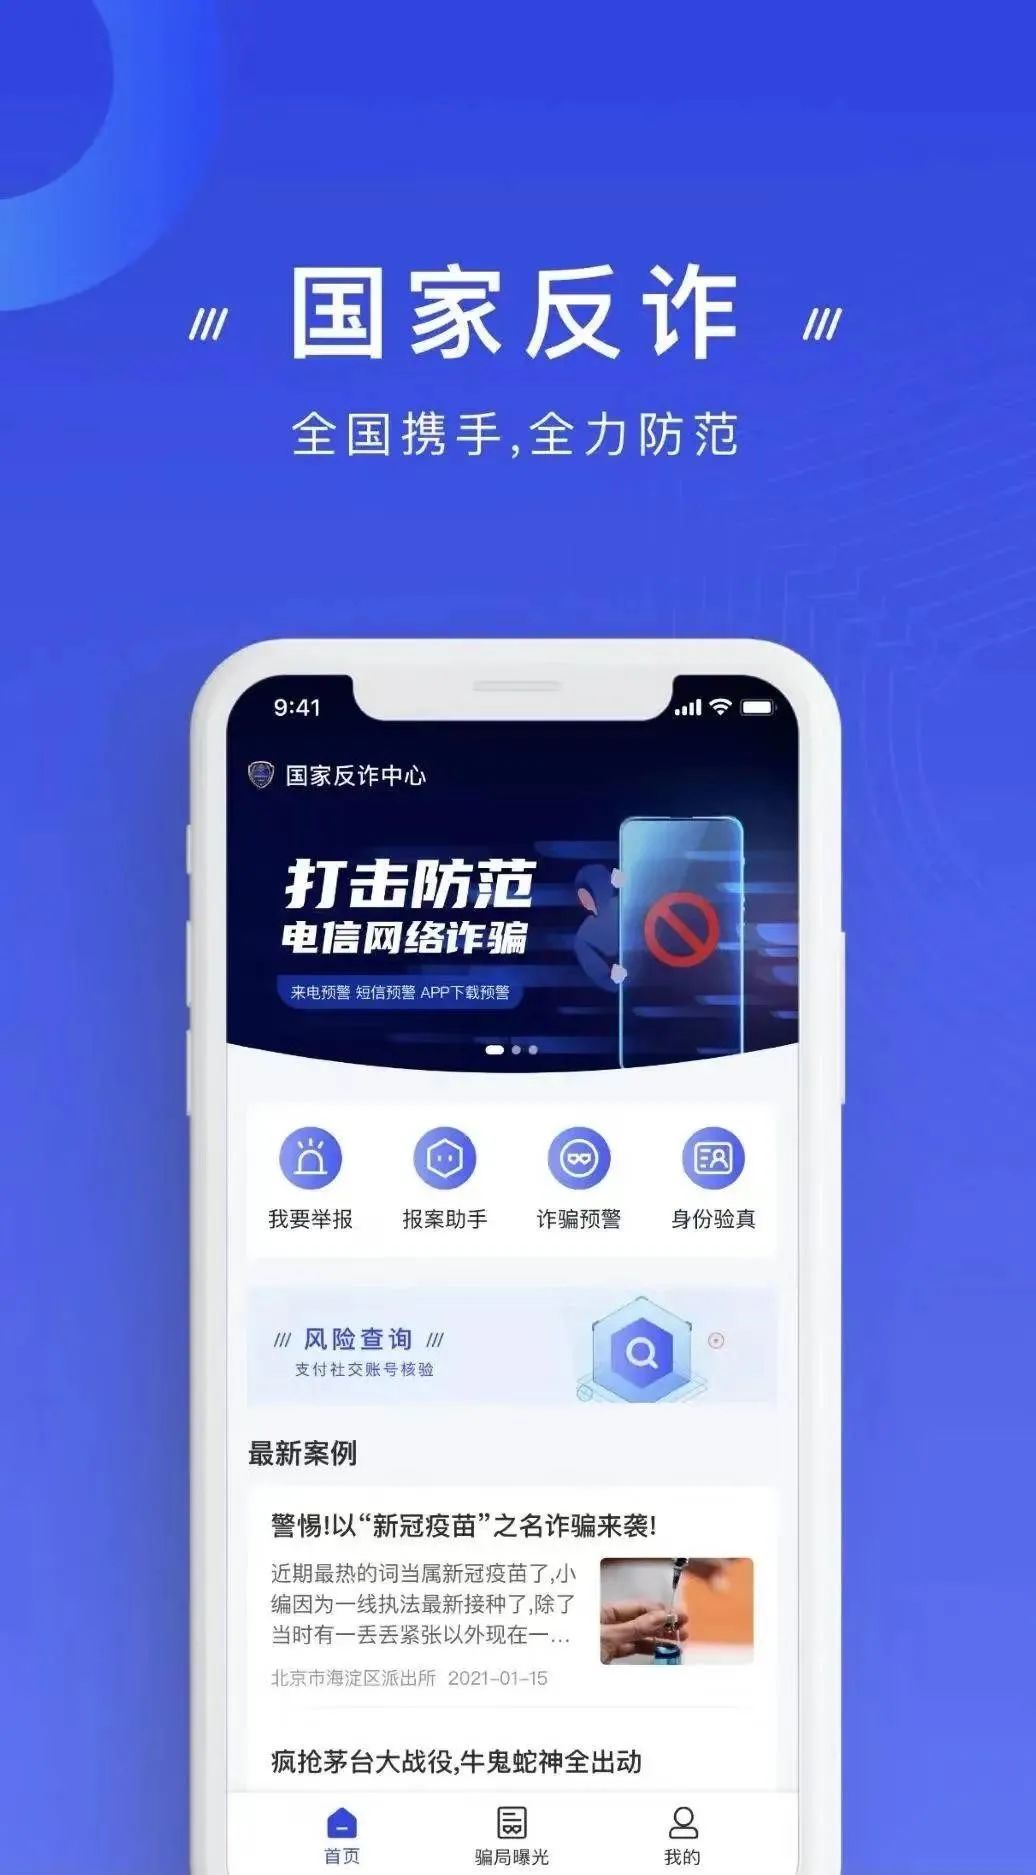 国家反诈
全国携手,全力防范
9:41
国家反诈中心
打击防范
电信网络诈骗
来电预警 短信预警 APP下载预警
我要举报
报案助手
诈骗预警
身份验真
风险查询
支付社交账号核验
最新案例
警惕!以“新冠疫苗”之名诈骗来袭!
近期最热的词当属新冠疫苗了,小
编因为一线执法最新接种了,除了
当时有一丢丢紧张以外现在一...
北京市海淀区派出所 2021-01-15
疯抢茅台大战役,牛鬼蛇神全出动
首页
骗局曝光
我的